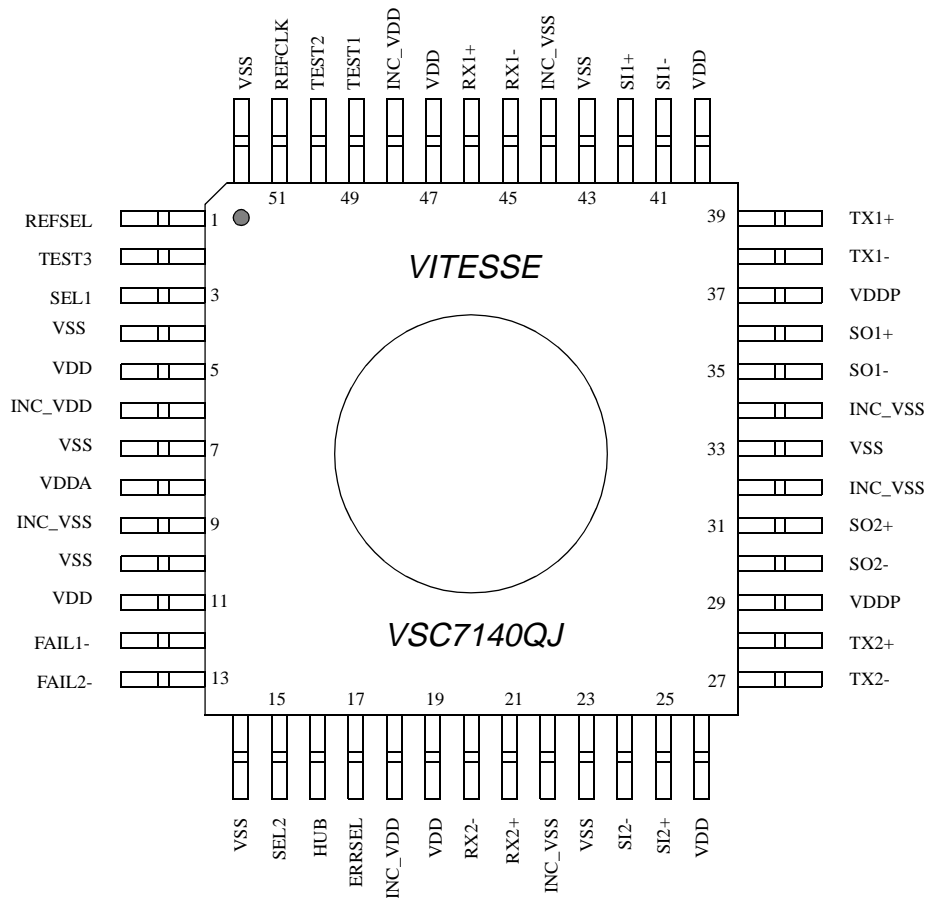 VSS
REFCLK
TEST2
TEST1
INC_VDD
VDD
RX1+
RX1-
INC_VSS
VSS
SI1+
SI1-
VDD
51
49
47
45
43
41
REFSEL
1
39
TX1+
TEST3
TX1-
VITESSE
SEL1
3
37
VDDP
VSS
SO1+
VDD
5
35
SO1-
INC_VDD
INC_VSS
VSS
7
33
VSS
VDDA
INC_VSS
INC_VSS
9
31
SO2+
VSS
SO2-
VDD
11
29
VDDP
VSC7140QJ
FAIL1-
TX2+
FAIL2-
13
27
TX2-
15
17
19
21
23
25
VSS
SEL2
HUB
ERRSEL
INC_VDD
VDD
RX2-
RX2+
INC_VSS
VSS
SI2-
SI2+
VDD